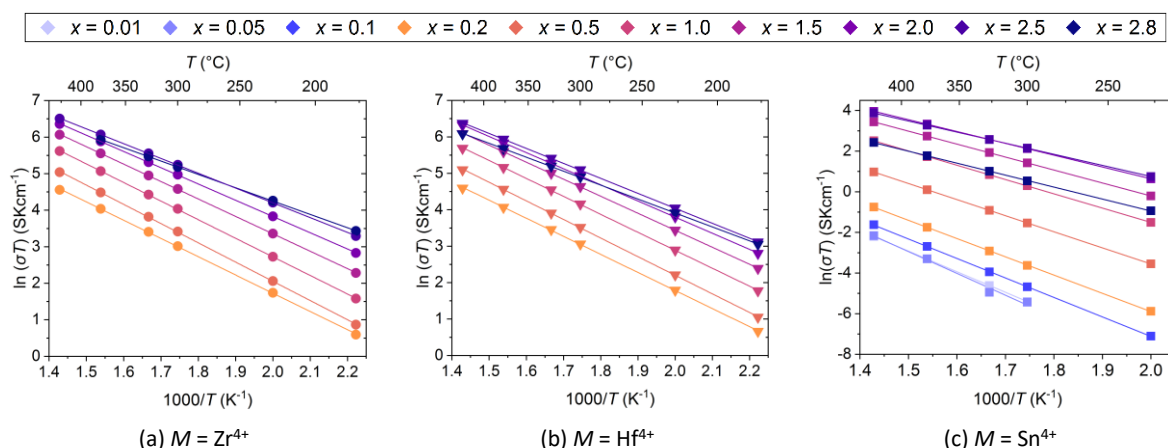 x = 0.01 x = 0.05 x = 0.1 x = 0.2 x = 0.5 x = 1.0 x = 1.5 x = 2.0 x = 2.5 x = 2.8
T (°C)
400 350 300 250 200
7
6
5
4
3
2
1
0
ln (σT) (SKcm⁻¹)
1.4 1.5 1.6 1.7 1.8 1.9 2.0 2.1 2.2
1000/T (K⁻¹)
(a) M = Zr⁴⁺
T (°C)
400 350 300 250 200
7
6
5
4
3
2
1
0
ln (σT) (SKcm⁻¹)
1.4 1.5 1.6 1.7 1.8 1.9 2.0 2.1 2.2
1000/T (K⁻¹)
(b) M = Hf⁴⁺
T (°C)
400 350 300 250
4
2
0
-2
-4
-6
-8
ln(σT) (SKcm⁻¹)
1.5 1.6 1.7 1.8 1.9 2.0
1000/T (K⁻¹)
(c) M = Sn⁴⁺